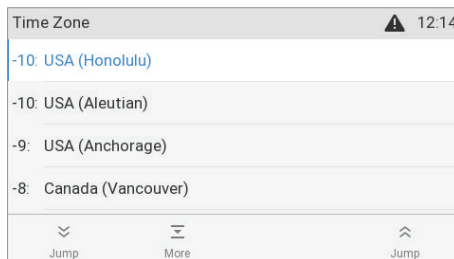 Time Zone 12:14
-10: USA (Honolulu)
-10: USA (Aleutian)
-9: USA (Anchorage)
-8: Canada (Vancouver)
Jump More Jump